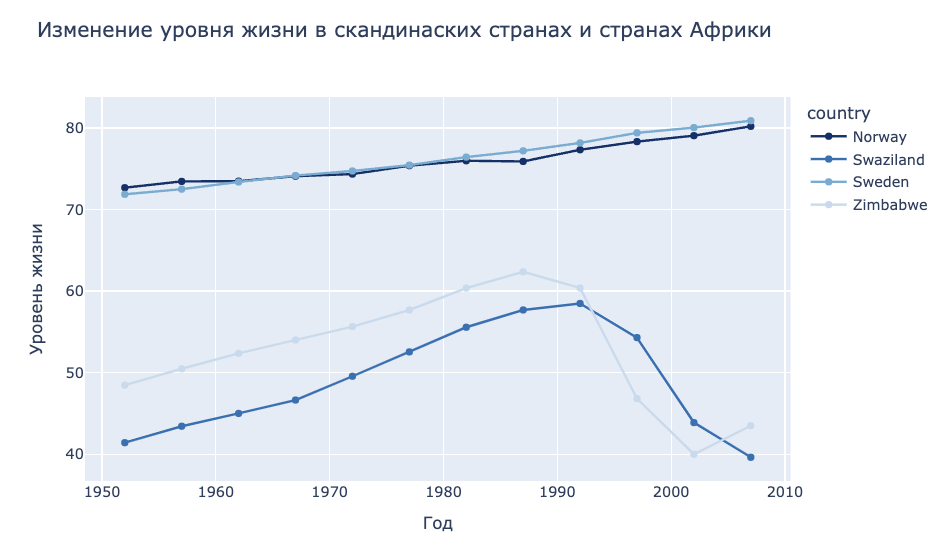 Изменение уровня жизни в скандинаских странах и странах Африки
country
Norway
Swaziland
Sweden
Zimbabwe
Уровень жизни
80
70
60
50
40
1950 1960 1970 1980 1990 2000 2010
Год